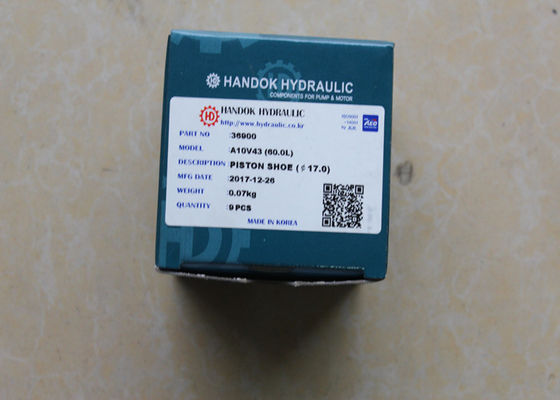 HANDOK HYDRAULIC
COMPONENTS FOR PUMP & MOTOR
HD HANDOK HYDRAULIC
http://www.hydraulic.co.kr
PART NO :36900
MODEL :A10V43 (60.0L)
DESCRIPTION :PISTON SHOE (¢17.0)
MFG DATE :2017-12-26
WEIGHT :0.07kg
QUANTITY :9 PCS
MADE IN KOREA